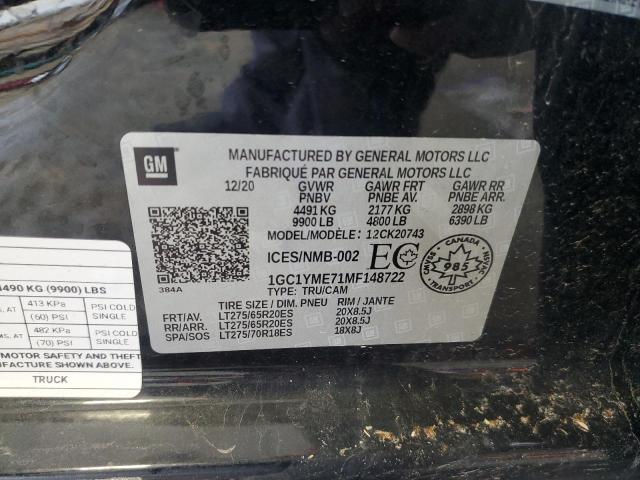 GM
MANUFACTURED BY GENERAL MOTORS LLC
FABRIQUÉ PAR GENERAL MOTORS LLC
12/20 GVWR GAWR FRT GAWR RR
PNBV PNBE AV. PNBE ARR.
4491 KG 2177 KG 2898 KG
9900 LB 4800 LB 6390 LB
MODEL/MODÈLE: 12CK20743
ICES/NMB-002 EC
CANADA 985
1GC1YME71MF148722
384A
TYPE: TRU/CAM
TIRE SIZE / DIM. PNEU RIM / JANTE
FRT/AV. LT275/65R20ES 20X8.5J
RR/ARR. LT275/65R20ES 20X8.5J
SPA/SOS LT275/70R18ES 18X8J
4490 KG (9900) LBS
413 KPa PSI COLD
(60) PSI SINGLE
AT
482 KPa PSI COLD
(70) PSI SINGLE
MOTOR SAFETY AND THEFT
FACTURE SHOWN ABOVE.
TRUCK